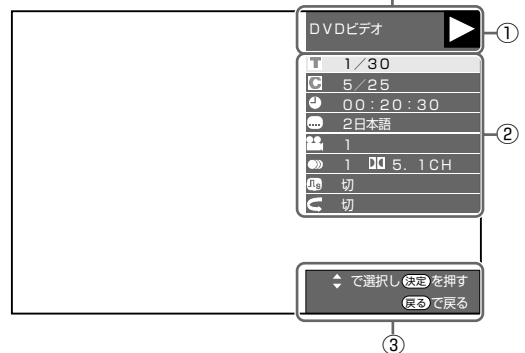 DVDビデオ
①
T 1/30
C 5/25
00:20:30
.... 2日本語
1
1 5.1CH
切
切
②
で選択し 決定 を押す
戻る で戻る
③